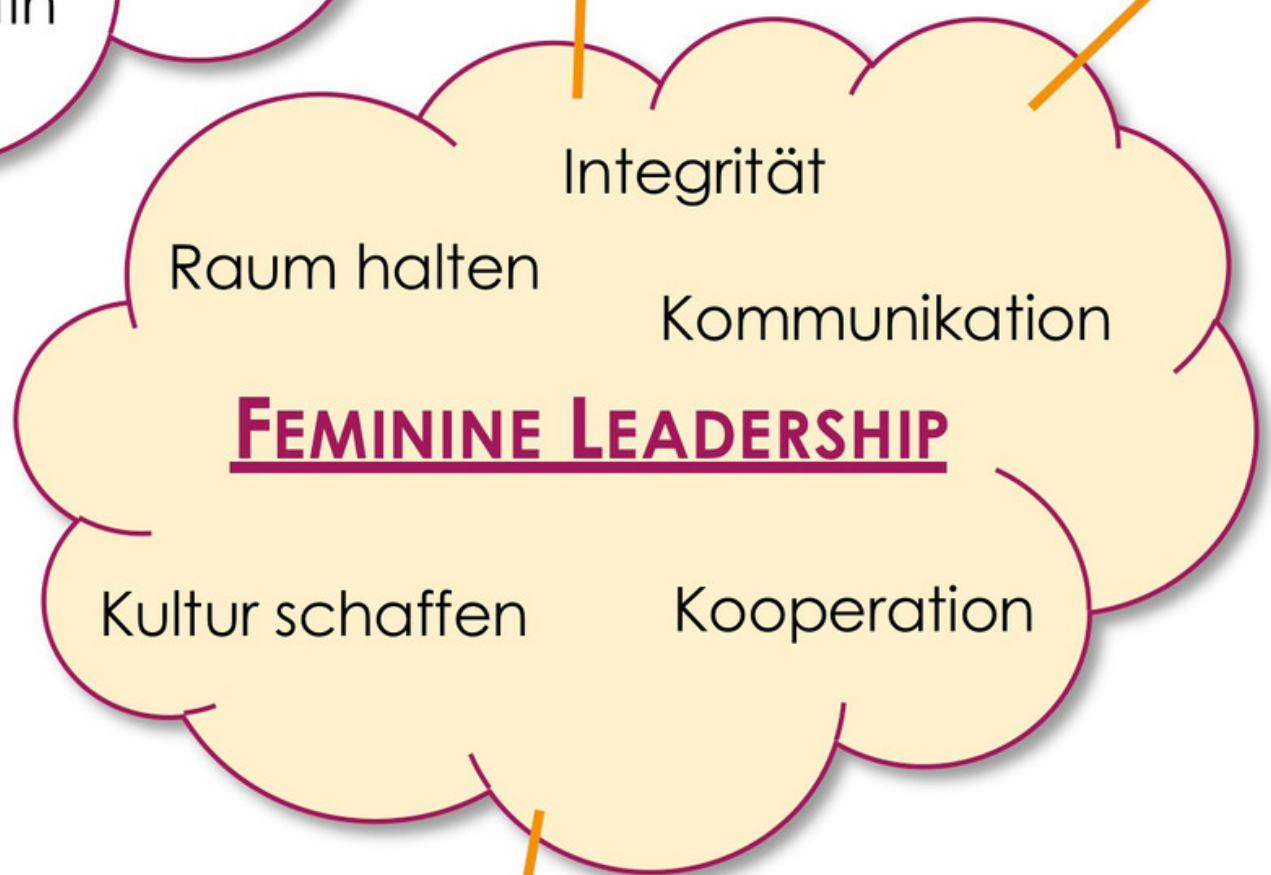 Integrität
Raum halten
Kommunikation
FEMININE LEADERSHIP
Kultur schaffen
Kooperation